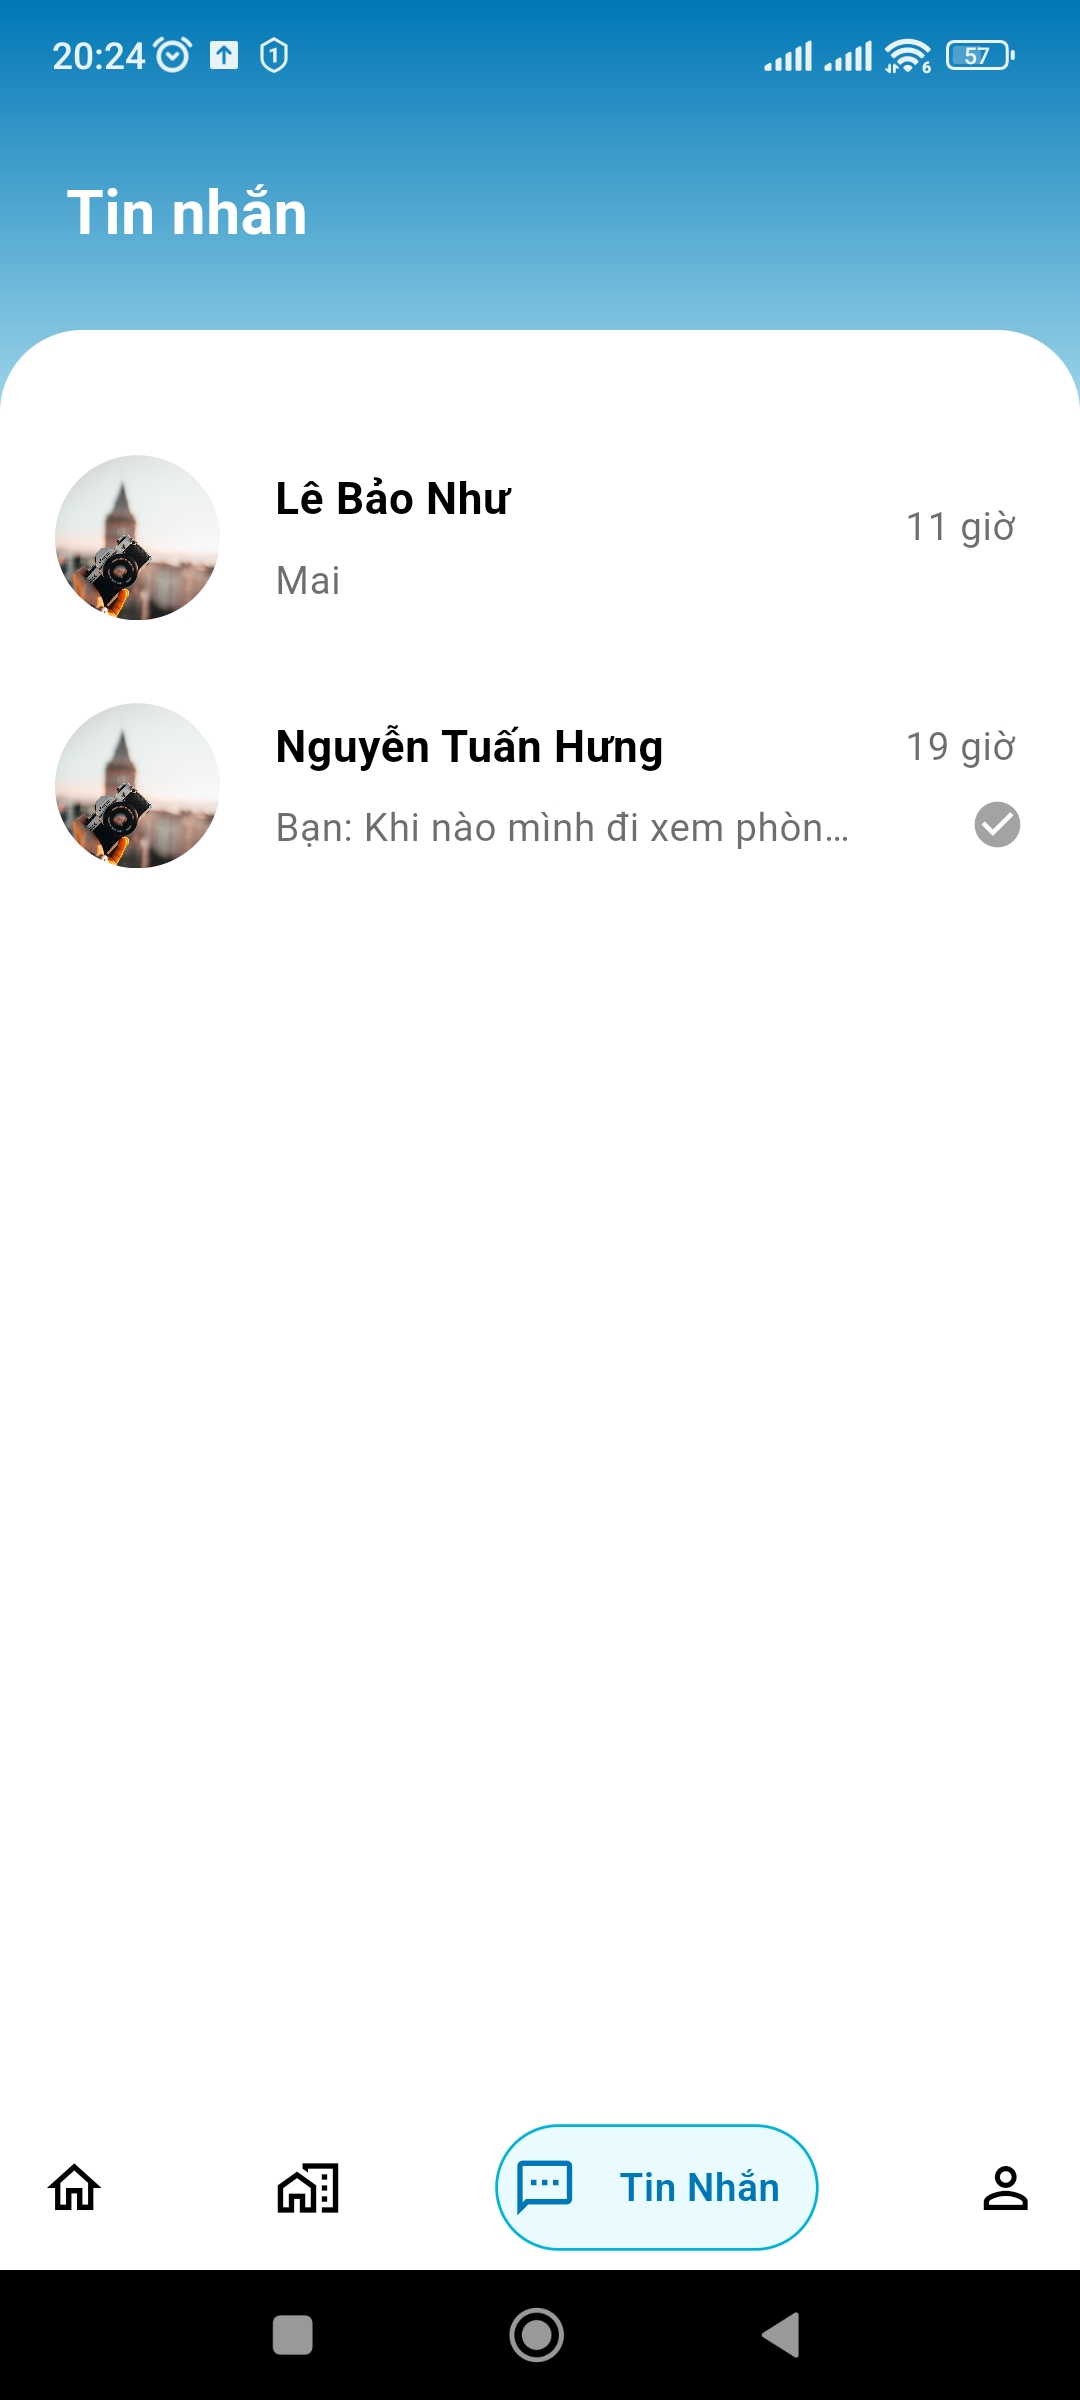 20:24
57
Tin nhắn
Lê Bảo Như
11 giờ
Mai
Nguyễn Tuấn Hưng
19 giờ
Bạn: Khi nào mình đi xem phòn...
Tin Nhắn